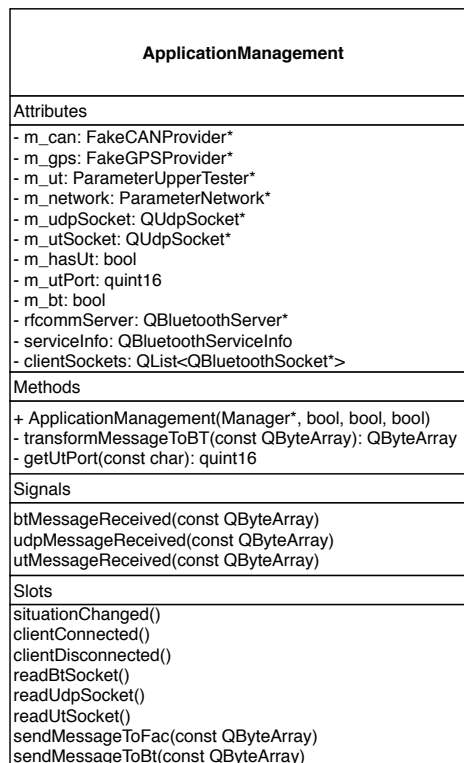 ApplicationManagement
Attributes
- m_can: FakeCANProvider*
- m_gps: FakeGPSProvider*
- m_ut: ParameterUpperTester*
- m_network: ParameterNetwork*
- m_udpSocket: QUdpSocket*
- m_utSocket: QUdpSocket*
- m_hasUt: bool
- m_utPort: quint16
- m_bt: bool
- rfcommServer: QBluetoothServer*
- serviceInfo: QBluetoothServiceInfo
- clientSockets: QList<QBluetoothSocket*>
Methods
+ ApplicationManagement(Manager*, bool, bool, bool)
- transformMessageToBT(const QByteArray): QByteArray
- getUtPort(const char): quint16
Signals
btMessageReceived(const QByteArray)
udpMessageReceived(const QByteArray)
utMessageReceived(const QByteArray)
Slots
situationChanged()
clientConnected()
clientDisconnected()
readBtSocket()
readUdpSocket()
readUtSocket()
sendMessageToFac(const QByteArray)
sendMessageToBt(const QByteArray)